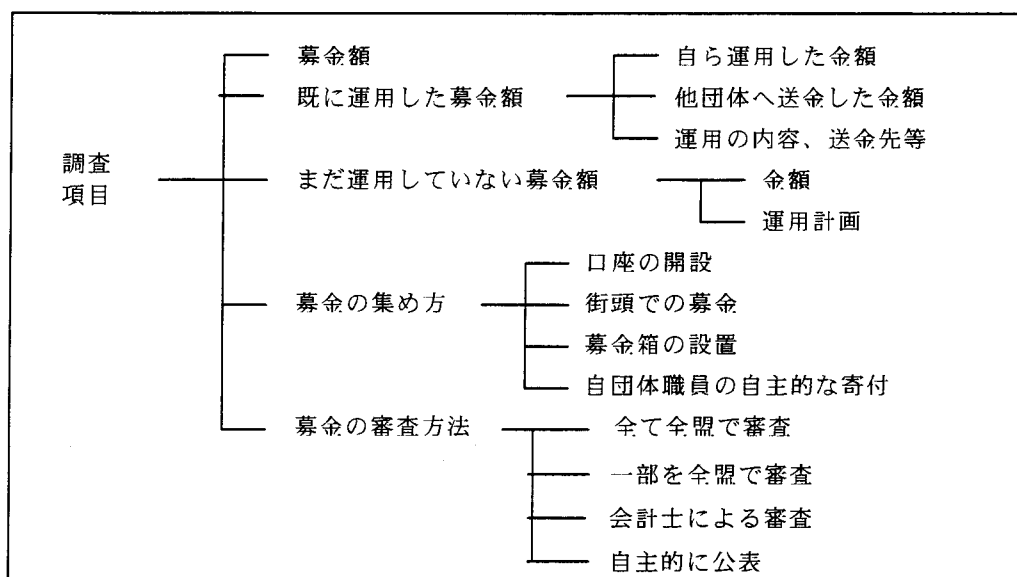 募金額
既に運用した募金額
自ら運用した金額
他団体へ送金した金額
運用の内容、送金先等
調査
項目
まだ運用していない募金額
金額
運用計画
募金の集め方
口座の開設
街頭での募金
募金箱の設置
自団体職員の自主的な寄付
募金の審査方法
全て全盟で審査
一部を全盟で審査
会計士による審査
自主的に公表